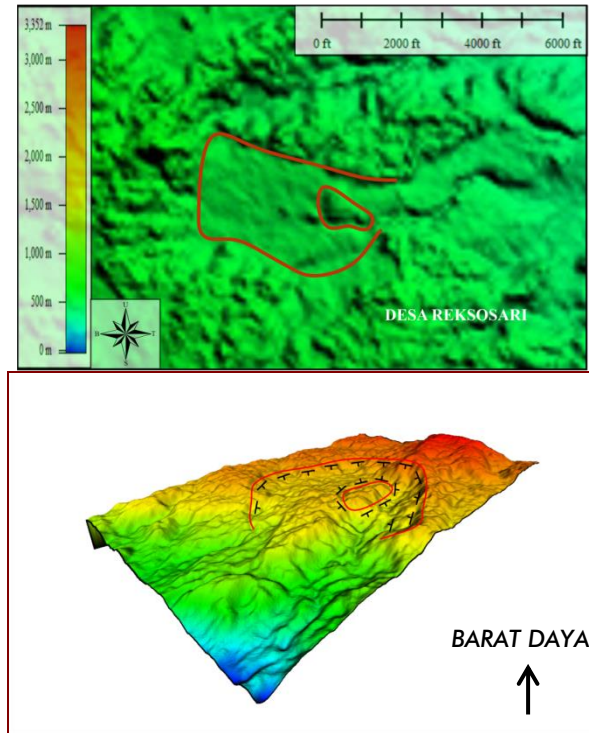 3,352 m
3,000 m
2,500 m
2,000 m
1,500 m
1,000 m
500 m
0 m
0 ft 2000 ft 4000 ft 6000 ft
U
B T
S
DESA REKSOSARI
BARAT DAYA